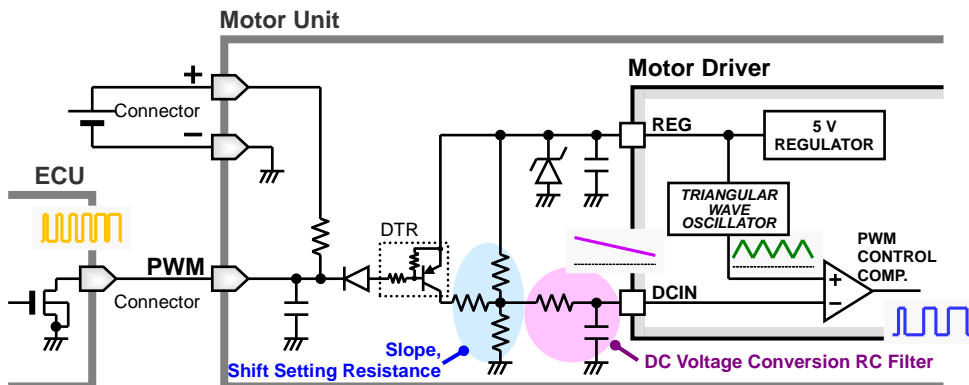 Motor Unit
+
Connector
−
Motor Driver
REG
5 V
REGULATOR
ECU
TRIANGULAR
WAVE
OSCILLATOR
DTR
PWM
CONTROL
COMP.
PWM
Connector
DCIN
+
−
Slope,
Shift Setting Resistance
DC Voltage Conversion RC Filter